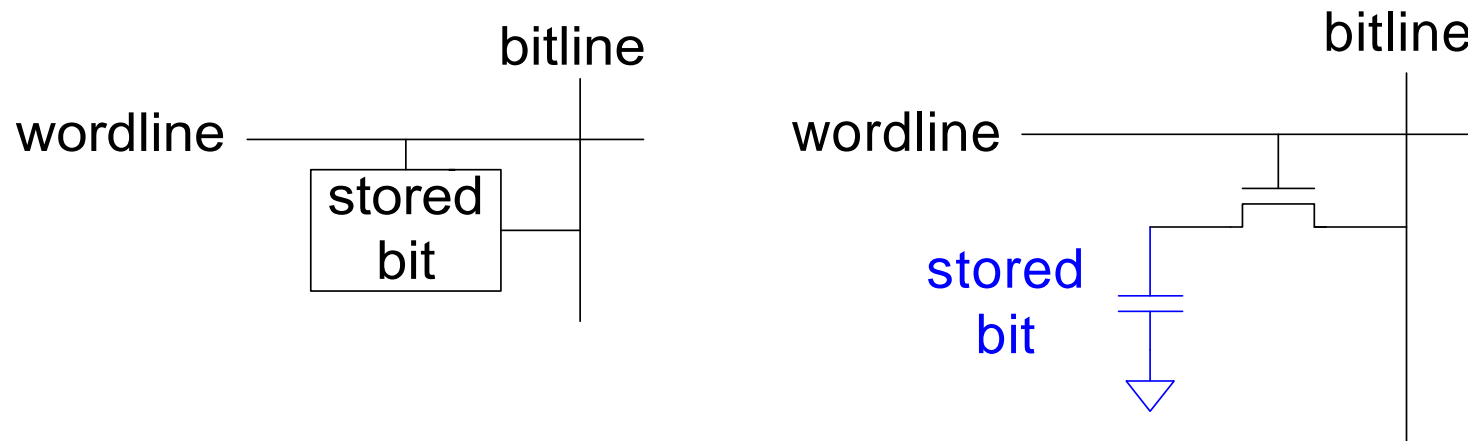 bitline
wordline
stored
bit
bitline
wordline
stored
bit